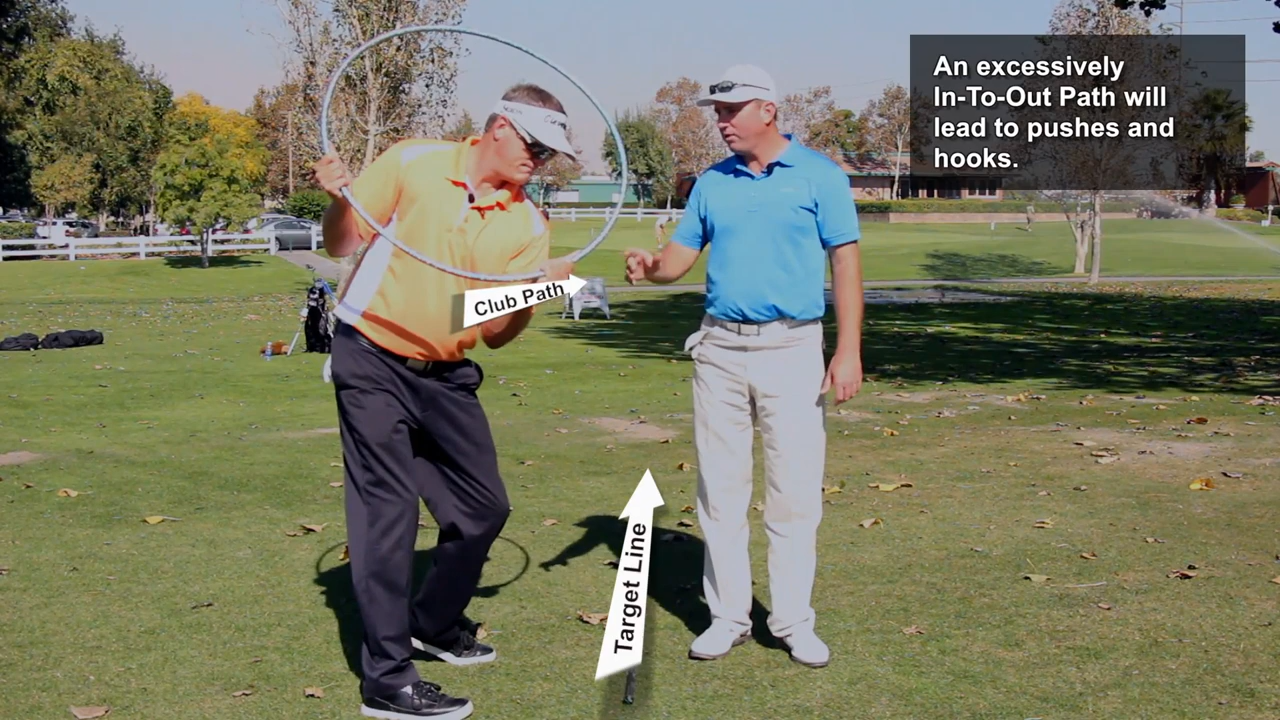 An excessively
In-To-Out Path will
lead to pushes and
hooks.
Club Path
Target Line